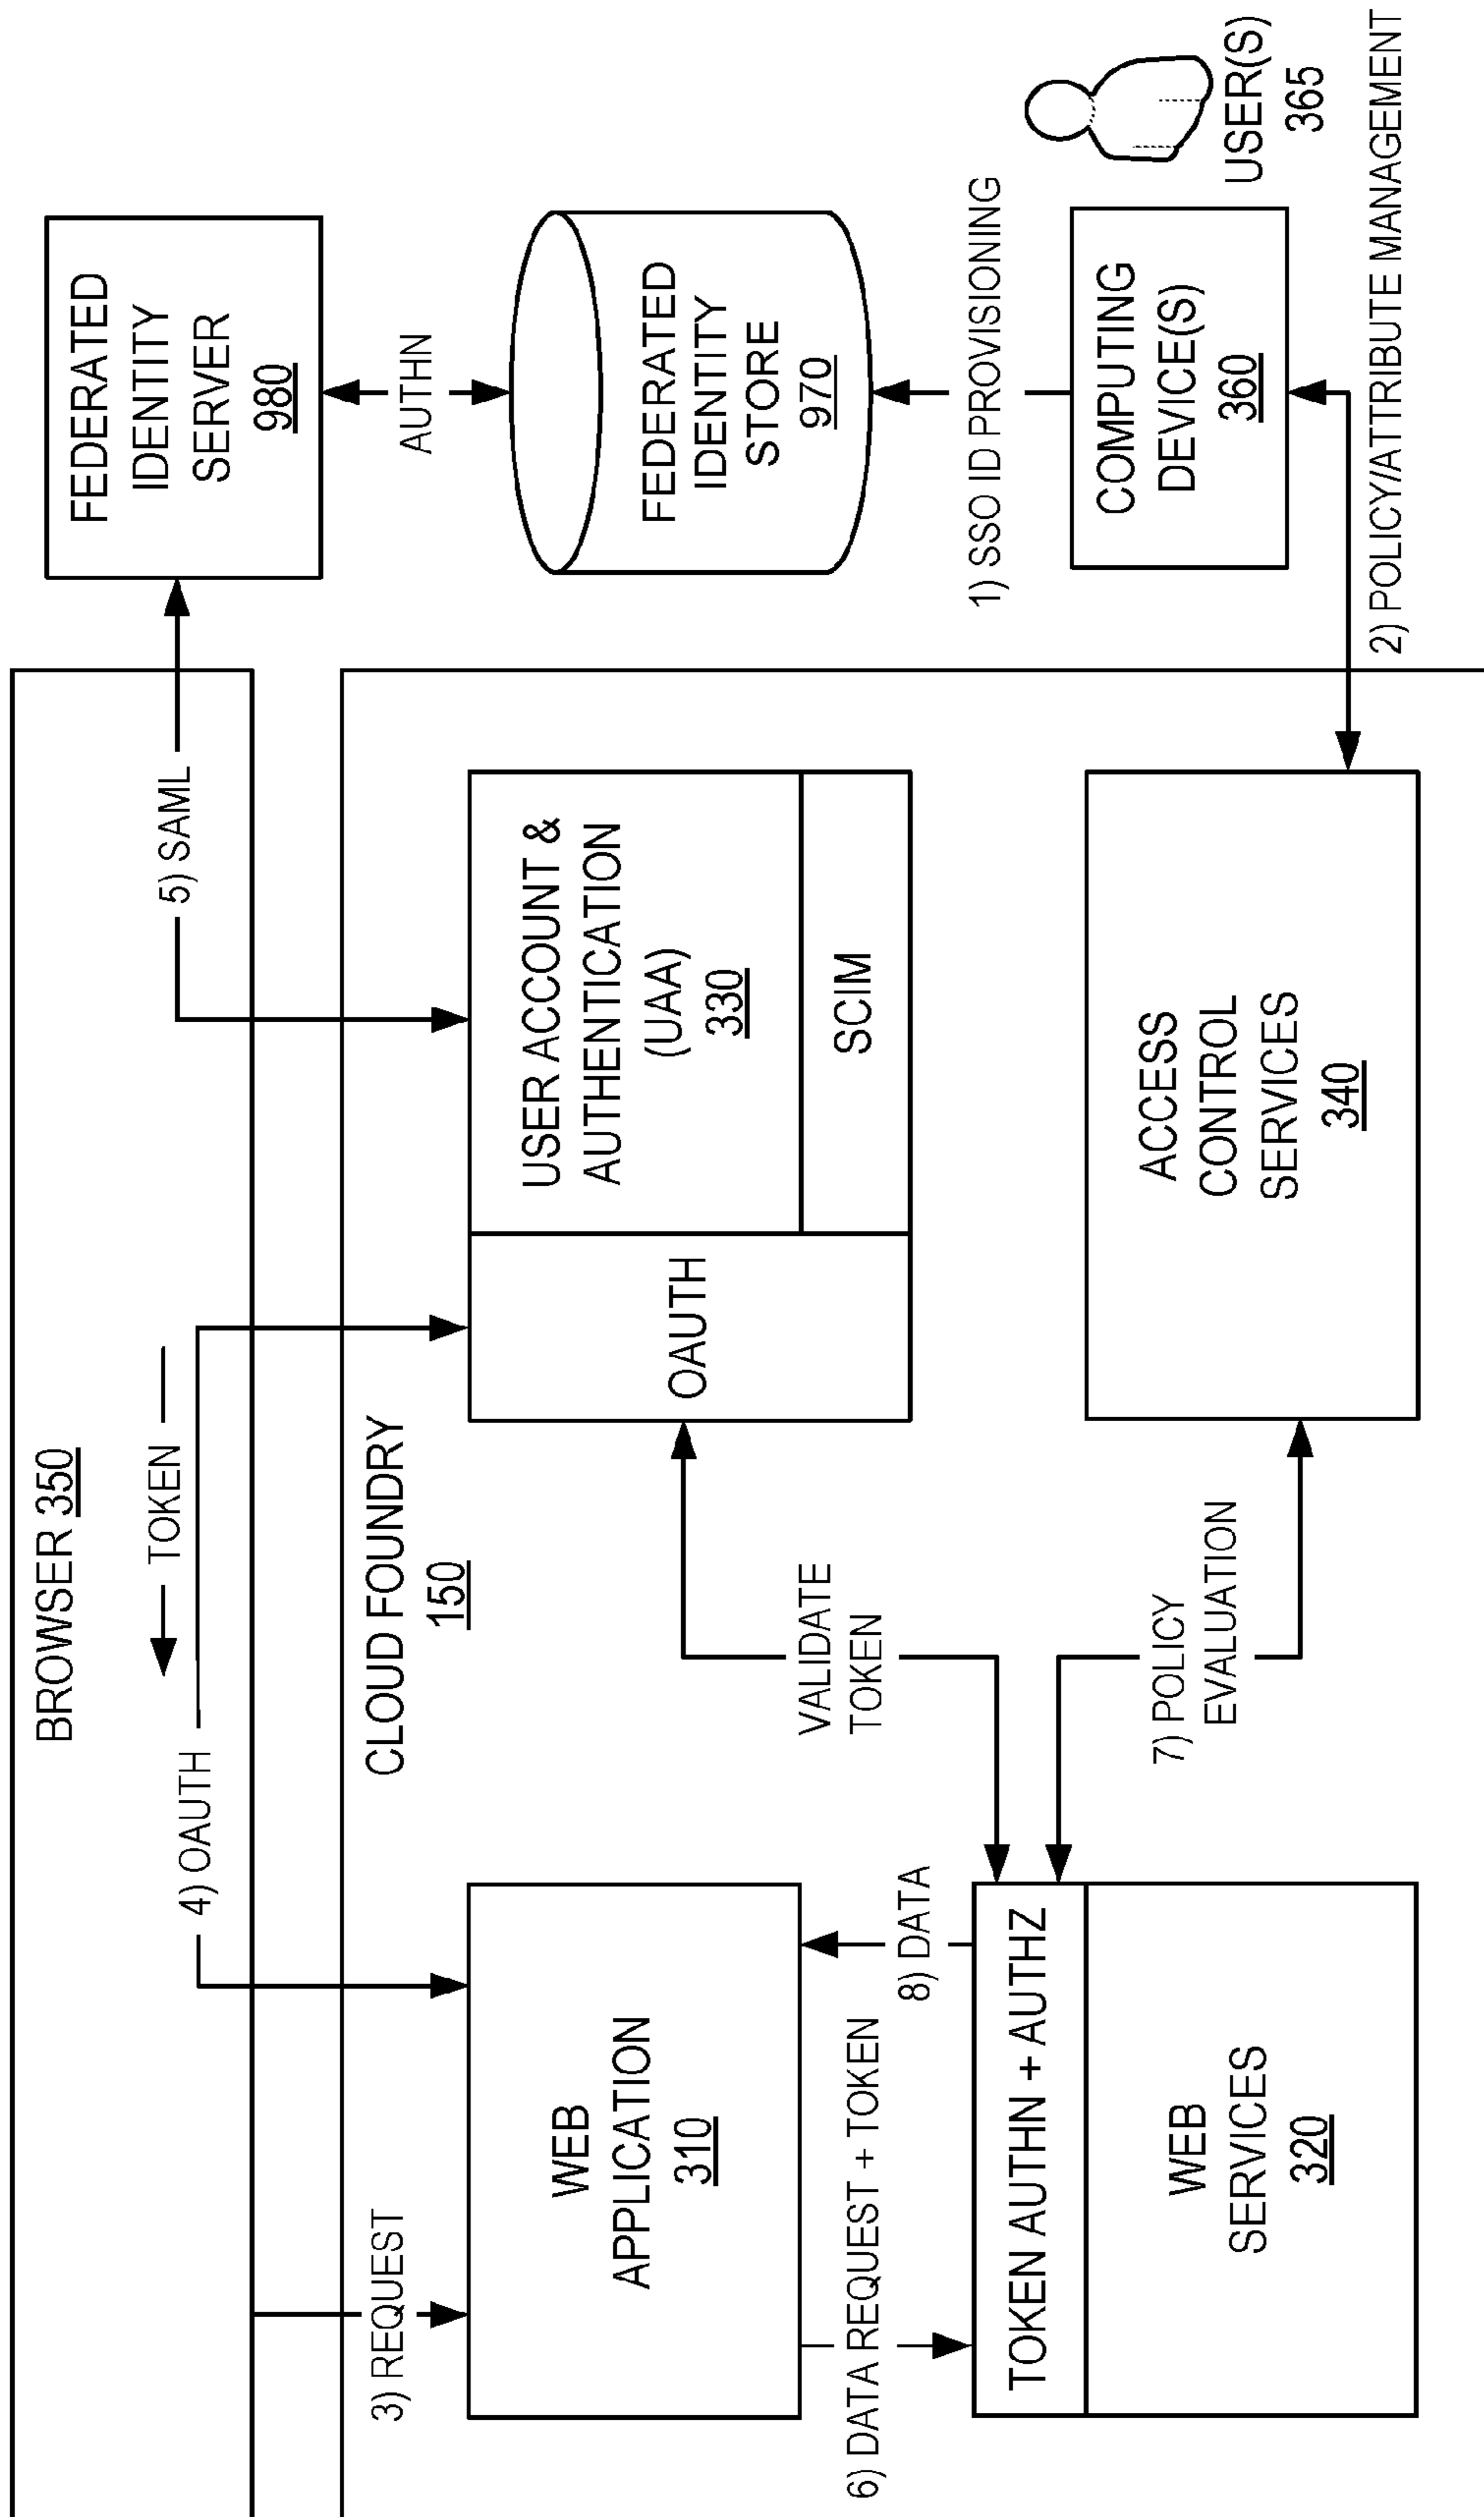 BROWSER 350
4) OAUTH
TOKEN
5) SAML
FEDERATED
IDENTITY
SERVER
980
AUTHN
FEDERATED
IDENTITY
STORE
970
1) SSO ID PROVISIONING
COMPUTING
DEVICE(S)
360
USER(S)
365
2) POLICY/ATTRIBUTE MANAGEMENT
CLOUD FOUNDRY
150
3) REQUEST
WEB
APPLICATION
310
OAUTH
USER ACCOUNT &
AUTHENTICATION
(UAA)
330
SCIM
VALIDATE
TOKEN
6) DATA REQUEST + TOKEN
8) DATA
TOKEN AUTHN + AUTHZ
WEB
SERVICES
320
7) POLICY
EVALUATION
ACCESS
CONTROL
SERVICES
340